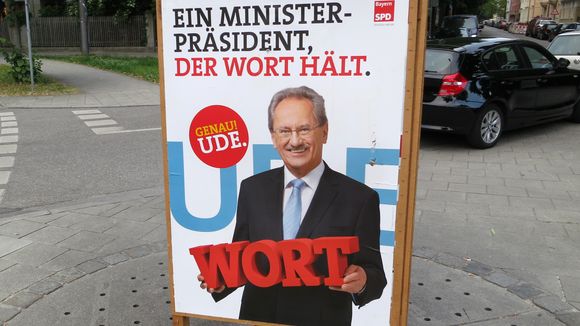 EIN MINISTER-
PRÄSIDENT,
DER WORT HÄLT.
Bayern
SPD
GENAU!
UDE.
UDE
WORT